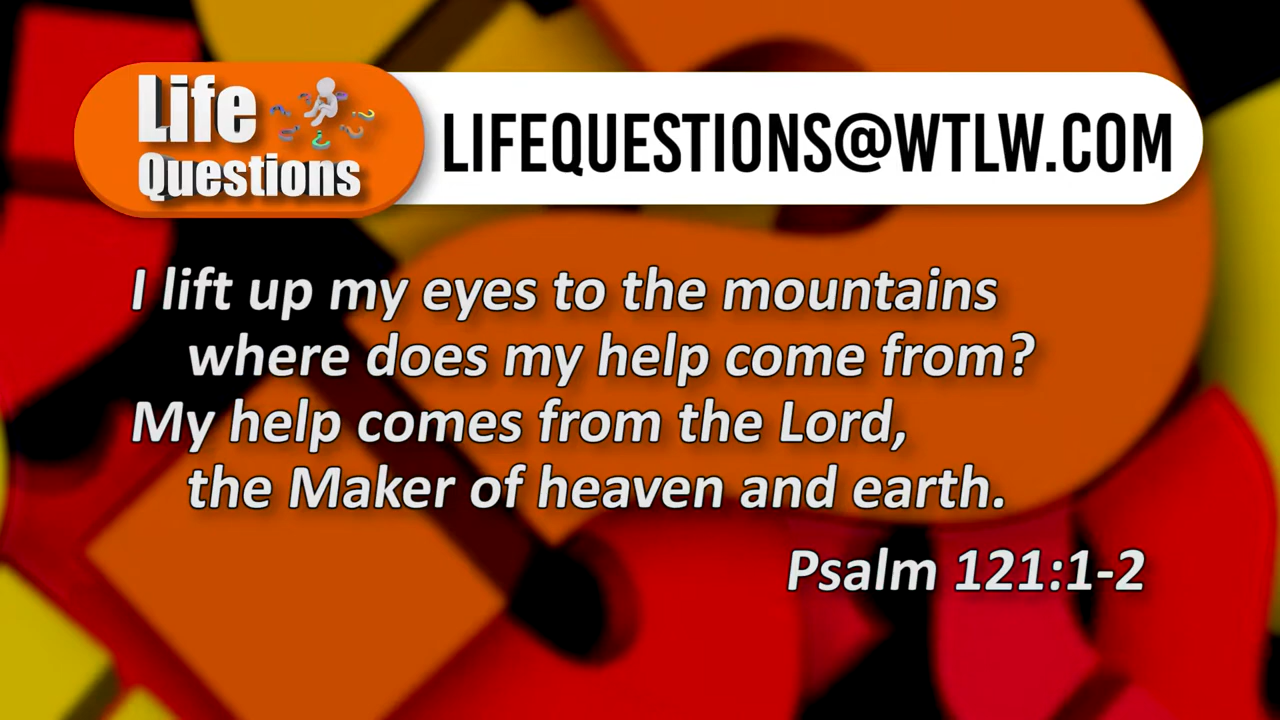 Life
Questions
LIFEQUESTIONS@WTLW.COM
I lift up my eyes to the mountains
where does my help come from?
My help comes from the Lord,
the Maker of heaven and earth.
Psalm 121:1-2